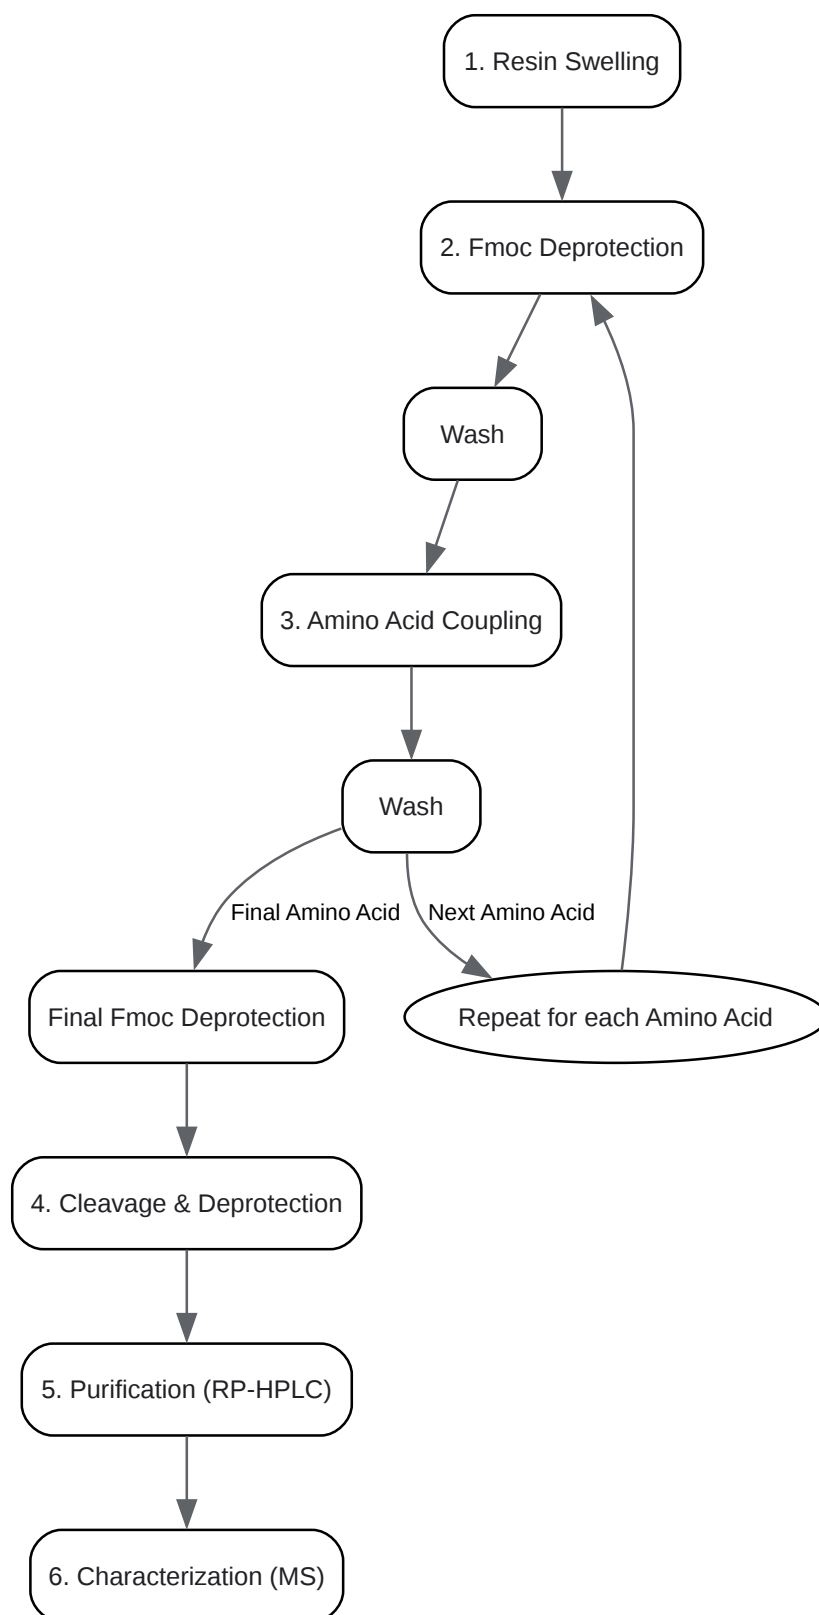 1. Resin Swelling
2. Fmoc Deprotection
Wash
3. Amino Acid Coupling
Wash
Final Amino Acid
Next Amino Acid
Final Fmoc Deprotection
Repeat for each Amino Acid
4. Cleavage & Deprotection
5. Purification (RP-HPLC)
6. Characterization (MS)